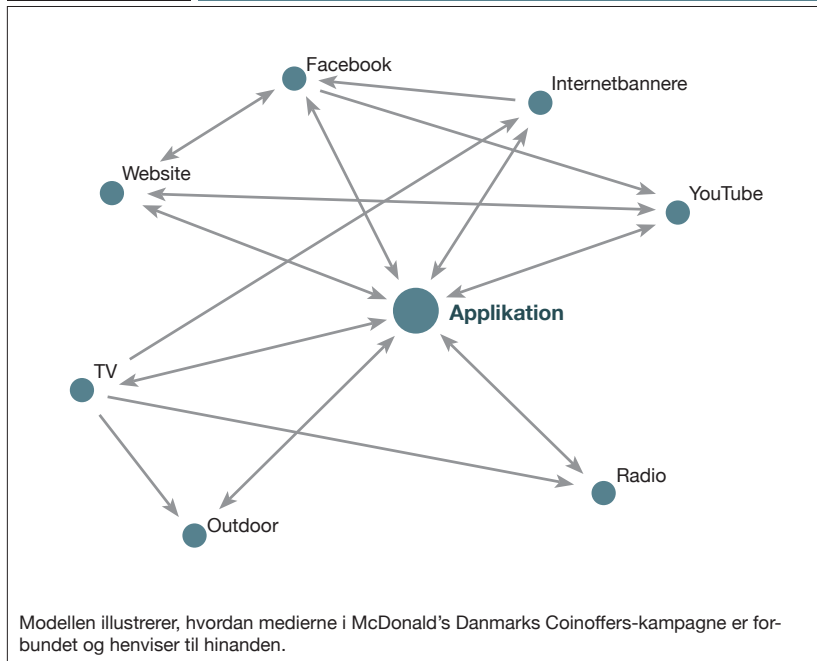 Facebook
Internetbannere
Website
YouTube
Applikation
TV
Radio
Outdoor
Modellen illustrerer, hvordan medierne i McDonald’s Danmarks Coinoffers-kampagne er for-
bundet og henviser til hinanden.